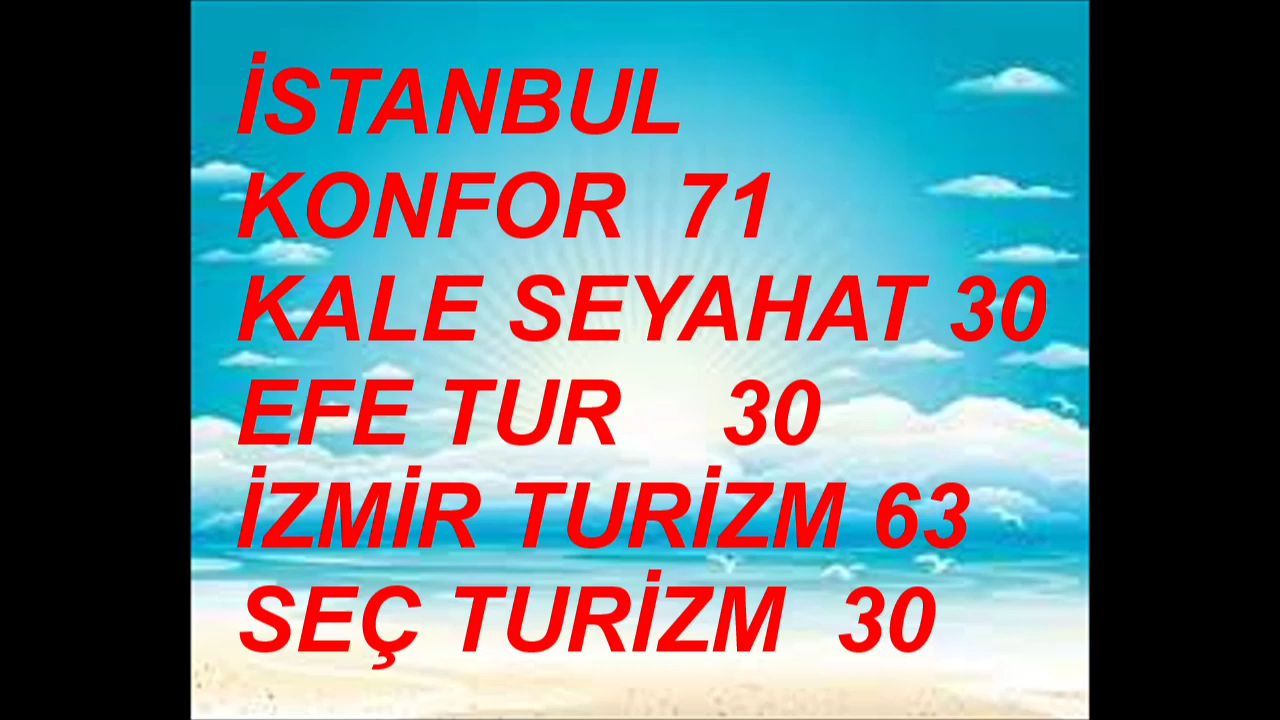 İSTANBUL
KONFOR 71
KALE SEYAHAT 30
EFE TUR 30
İZMİR TURİZM 63
SEÇ TURİZM 30